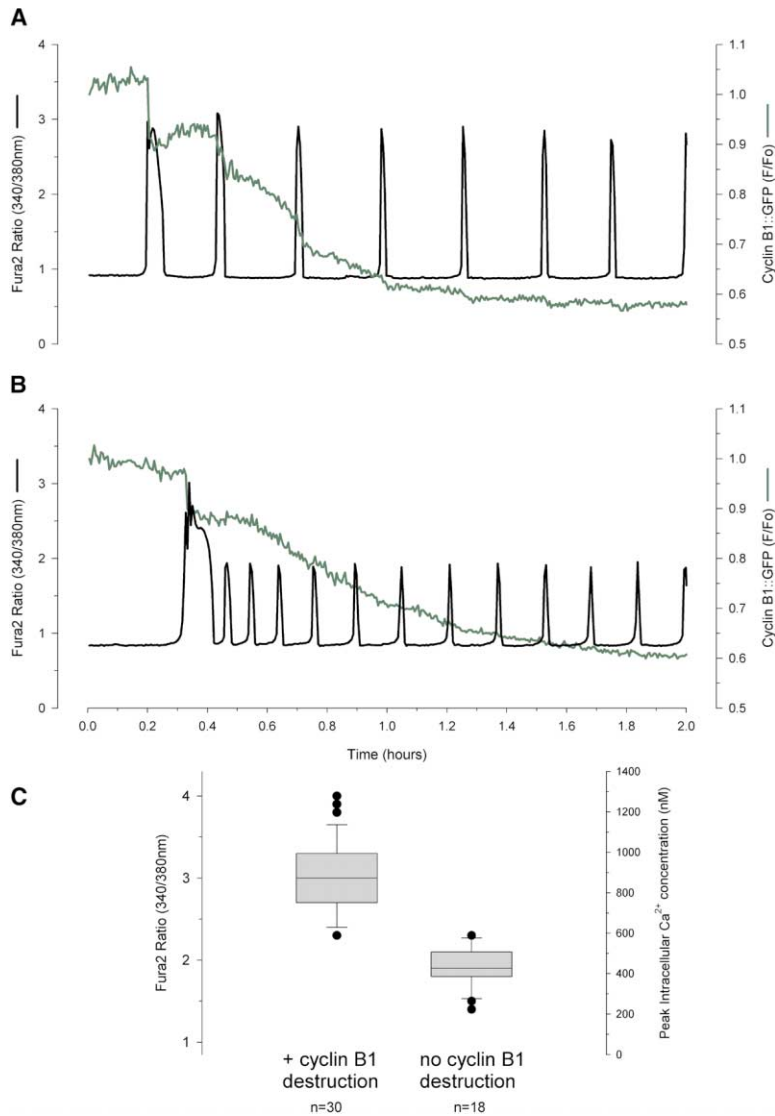 A
Fura2 Ratio (340/380nm)
4
3
2
1
0
1.1
1.0
0.9
0.8
0.7
0.6
0.5
Cyclin B1::GFP (F/Fo)
B
Fura2 Ratio (340/380nm)
4
3
2
1
0
1.1
1.0
0.9
0.8
0.7
0.6
0.5
Cyclin B1::GFP (F/Fo)
0.0 0.2 0.4 0.6 0.8 1.0 1.2 1.4 1.6 1.8 2.0
Time (hours)
C
Fura2 Ratio (340/380nm)
4
3
2
1
1400
1200
1000
800
600
400
200
0
Peak Intracellular Ca²⁺ concentration (nM)
+ cyclin B1 no cyclin B1
destruction destruction
n=30 n=18